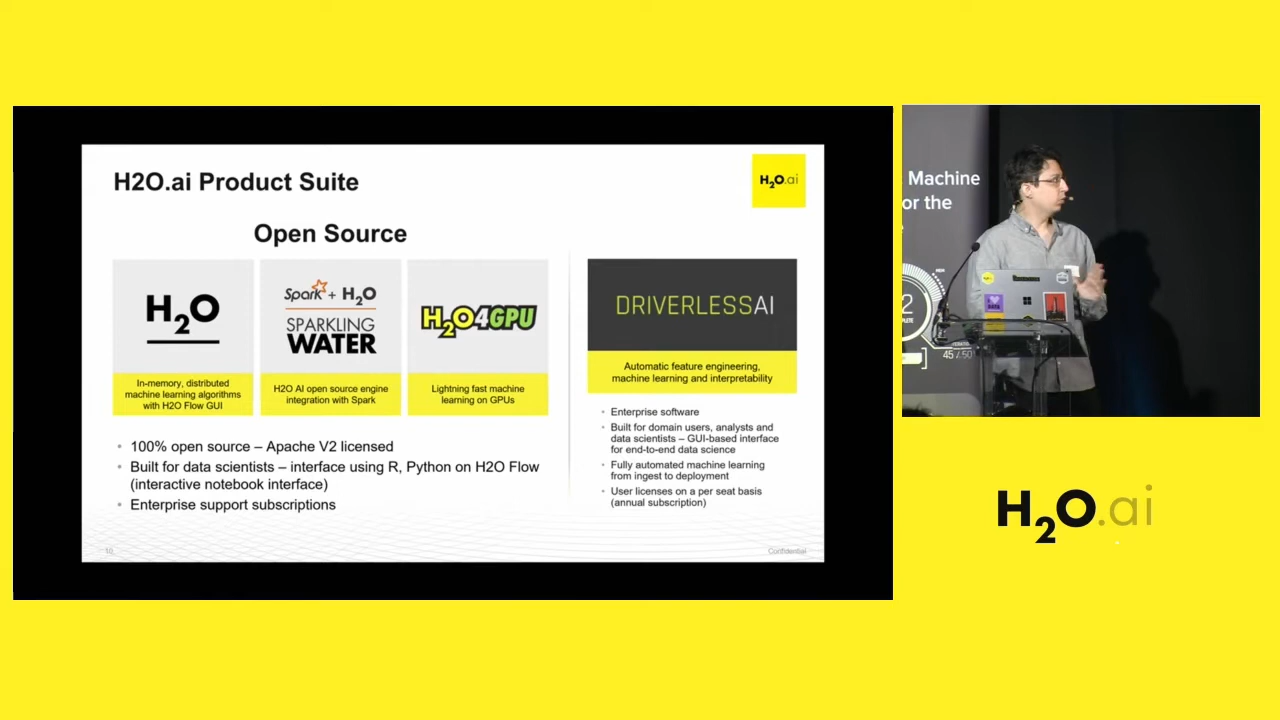 H2O.ai Product Suite
H2O.ai
Open Source
H2O
Spark + H2O
SPARKLING
WATER
H2O4GPU
DRIVERLESSAI
In-memory, distributed
machine learning algorithms
with H2O Flow GUI
H2O AI open source engine
integration with Spark
Lightning fast machine
learning on GPUs
Automatic feature engineering,
machine learning and interpretability
• 100% open source – Apache V2 licensed
• Built for data scientists – interface using R, Python on H2O Flow
(interactive notebook interface)
• Enterprise support subscriptions
• Enterprise software
• Built for domain users, analysts and
data scientists – GUI-based interface
for end-to-end data science
• Fully automated machine learning
from ingest to deployment
• User licenses on a per seat basis
(annual subscription)
10
Confidential
Machine
or the
45 / 50
H2O.ai